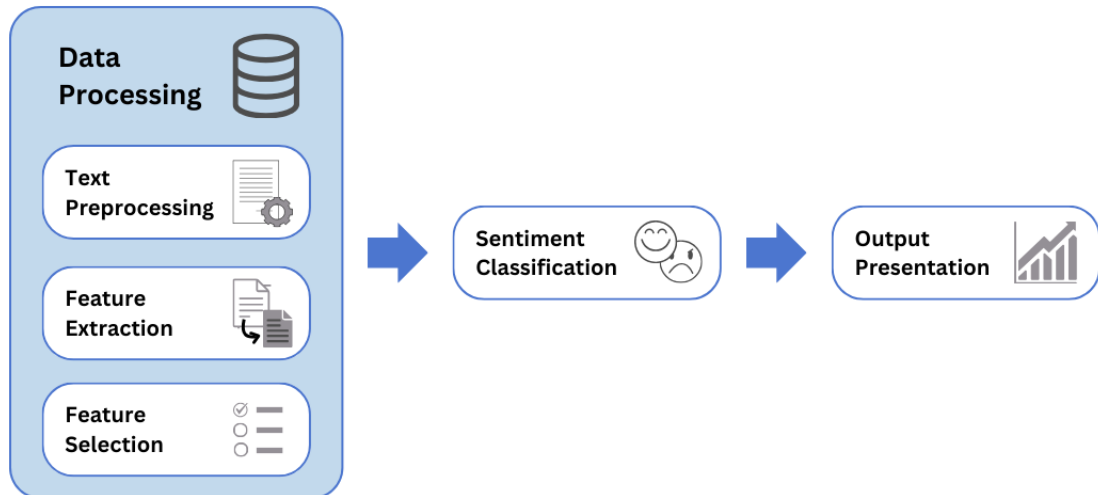 Data
Processing
Text
Preprocessing
Feature
Extraction
Feature
Selection
Sentiment
Classification
Output
Presentation